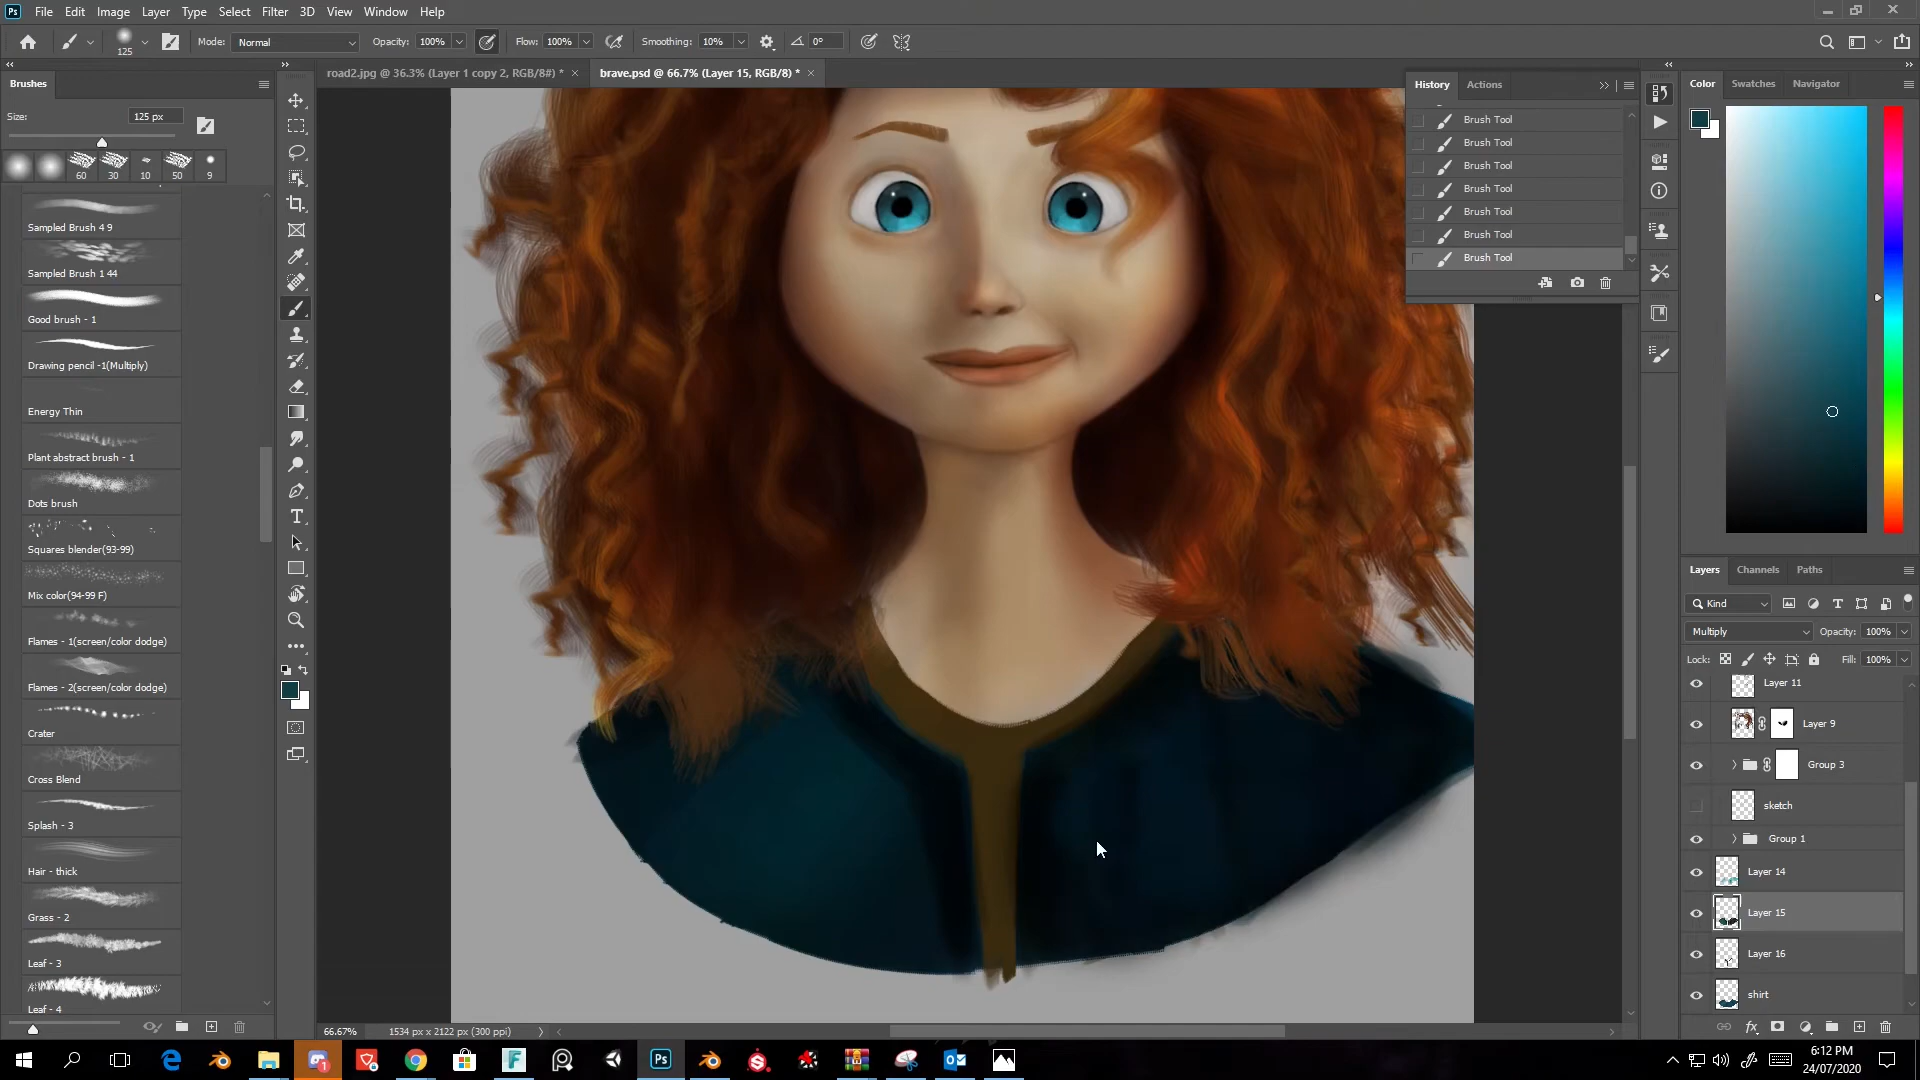 Ps File Edit Image Layer Type Select Filter 3D View Window Help
125 Mode: Normal Opacity: 100% Flow: 100% Smoothing: 10% 0°
road2.jpg @ 36.3% (Layer 1 copy 2, RGB/8#) * brave.psd @ 66.7% (Layer 15, RGB/8) *
Brushes
Size: 125 px
60 30 10 50 9
Sampled Brush 4 9
Sampled Brush 1 44
Good brush - 1
Drawing pencil -1(Multiply)
Energy Thin
Plant abstract brush - 1
Dots brush
Squares blender(93-99)
Mix color(94-99 F)
Flames - 1(screen/color dodge)
Flames - 2(screen/color dodge)
Crater
Cross Blend
Splash - 3
Hair - thick
Grass - 2
Leaf - 3
Leaf - 4
History Actions
Brush Tool
Brush Tool
Brush Tool
Brush Tool
Brush Tool
Brush Tool
Brush Tool
Color Swatches Navigator
Layers Channels Paths
Kind
Multiply Opacity: 100%
Lock: Fill: 100%
Layer 11
Layer 9
Group 3
sketch
Group 1
Layer 14
Layer 15
Layer 16
shirt
66.67% 1534 px x 2122 px (300 ppi)
Ps
6:12 PM
24/07/2020